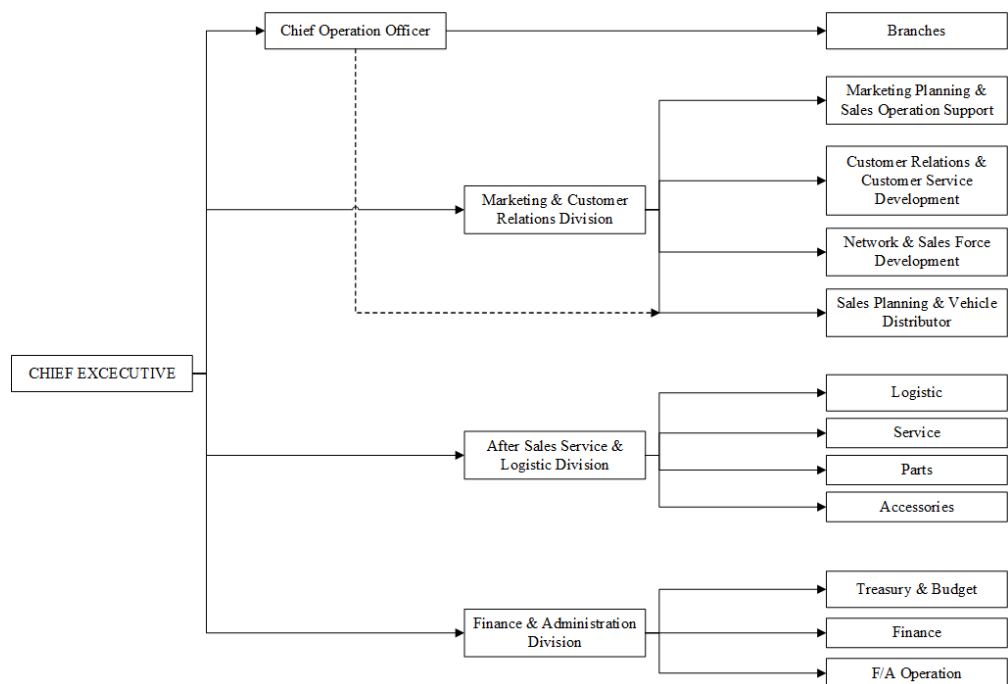 Chief Operation Officer
Branches
Marketing Planning &
Sales Operation Support
Customer Relations &
Customer Service
Development
Marketing & Customer
Relations Division
Network & Sales Force
Development
Sales Planning & Vehicle
Distributor
CHIEF EXCECUTIVE
Logistic
Service
After Sales Service &
Logistic Division
Parts
Accessories
Treasury & Budget
Finance & Administration
Division
Finance
F/A Operation